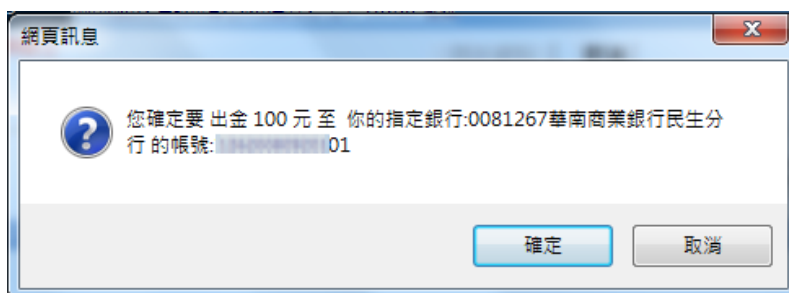 網頁訊息
您確定要 出金 100 元 至 你的指定銀行:0081267華南商業銀行民生分
行 的帳號: 01
確定
取消